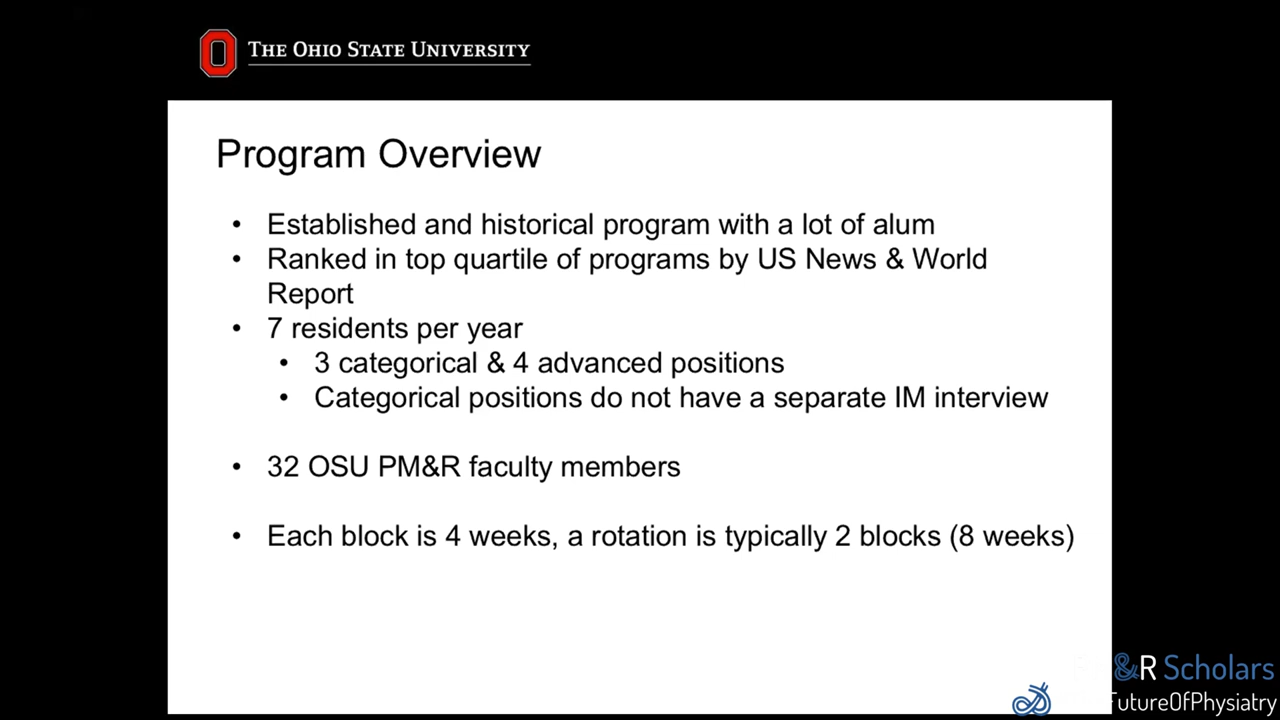 THE OHIO STATE UNIVERSITY
Program Overview
• Established and historical program with a lot of alum
• Ranked in top quartile of programs by US News & World
Report
• 7 residents per year
• 3 categorical & 4 advanced positions
• Categorical positions do not have a separate IM interview
• 32 OSU PM&R faculty members
• Each block is 4 weeks, a rotation is typically 2 blocks (8 weeks)
&R Scholars
FutureOfPhysiatry